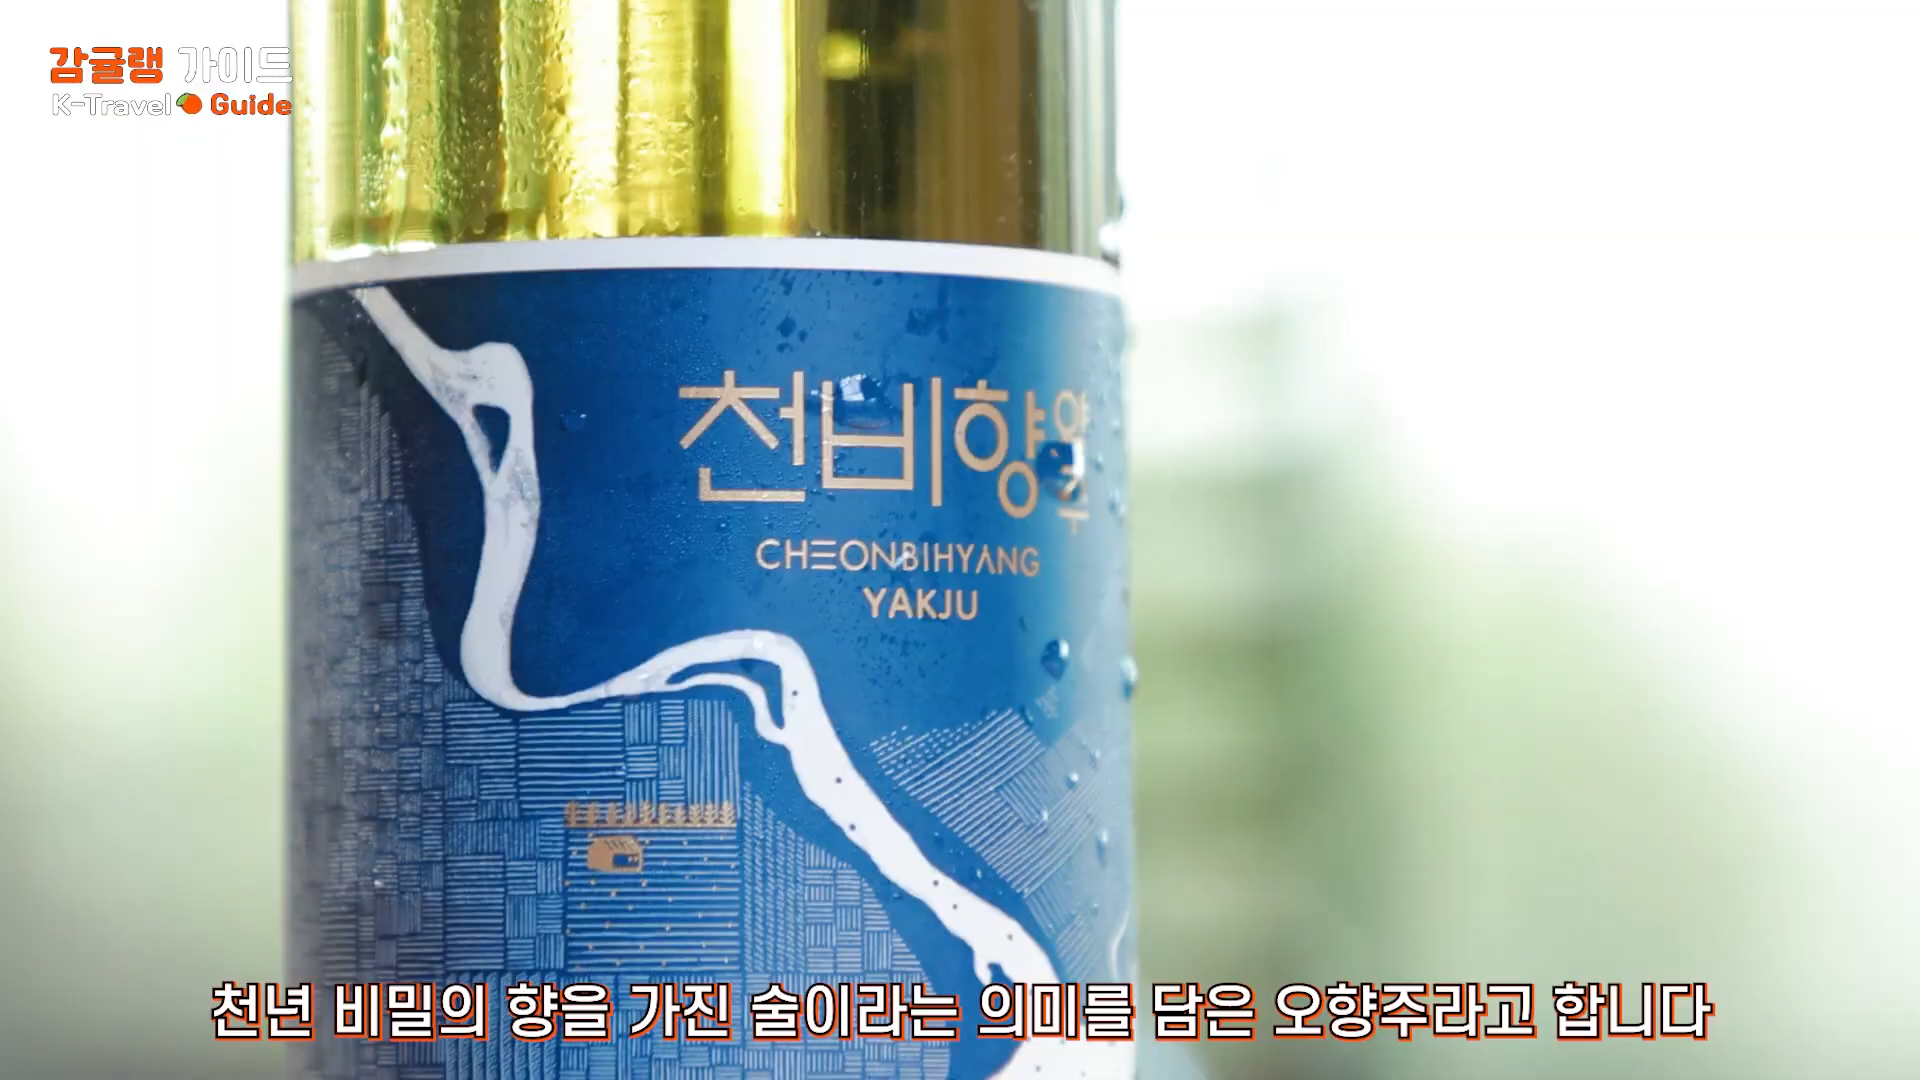 감귤랭 가이드
K-Travel Guide
천비향 약주
CHEONBIHYANG
YAKJU
천년 비밀의 향을 가진 술이라는 의미를 담은 오향주라고 합니다